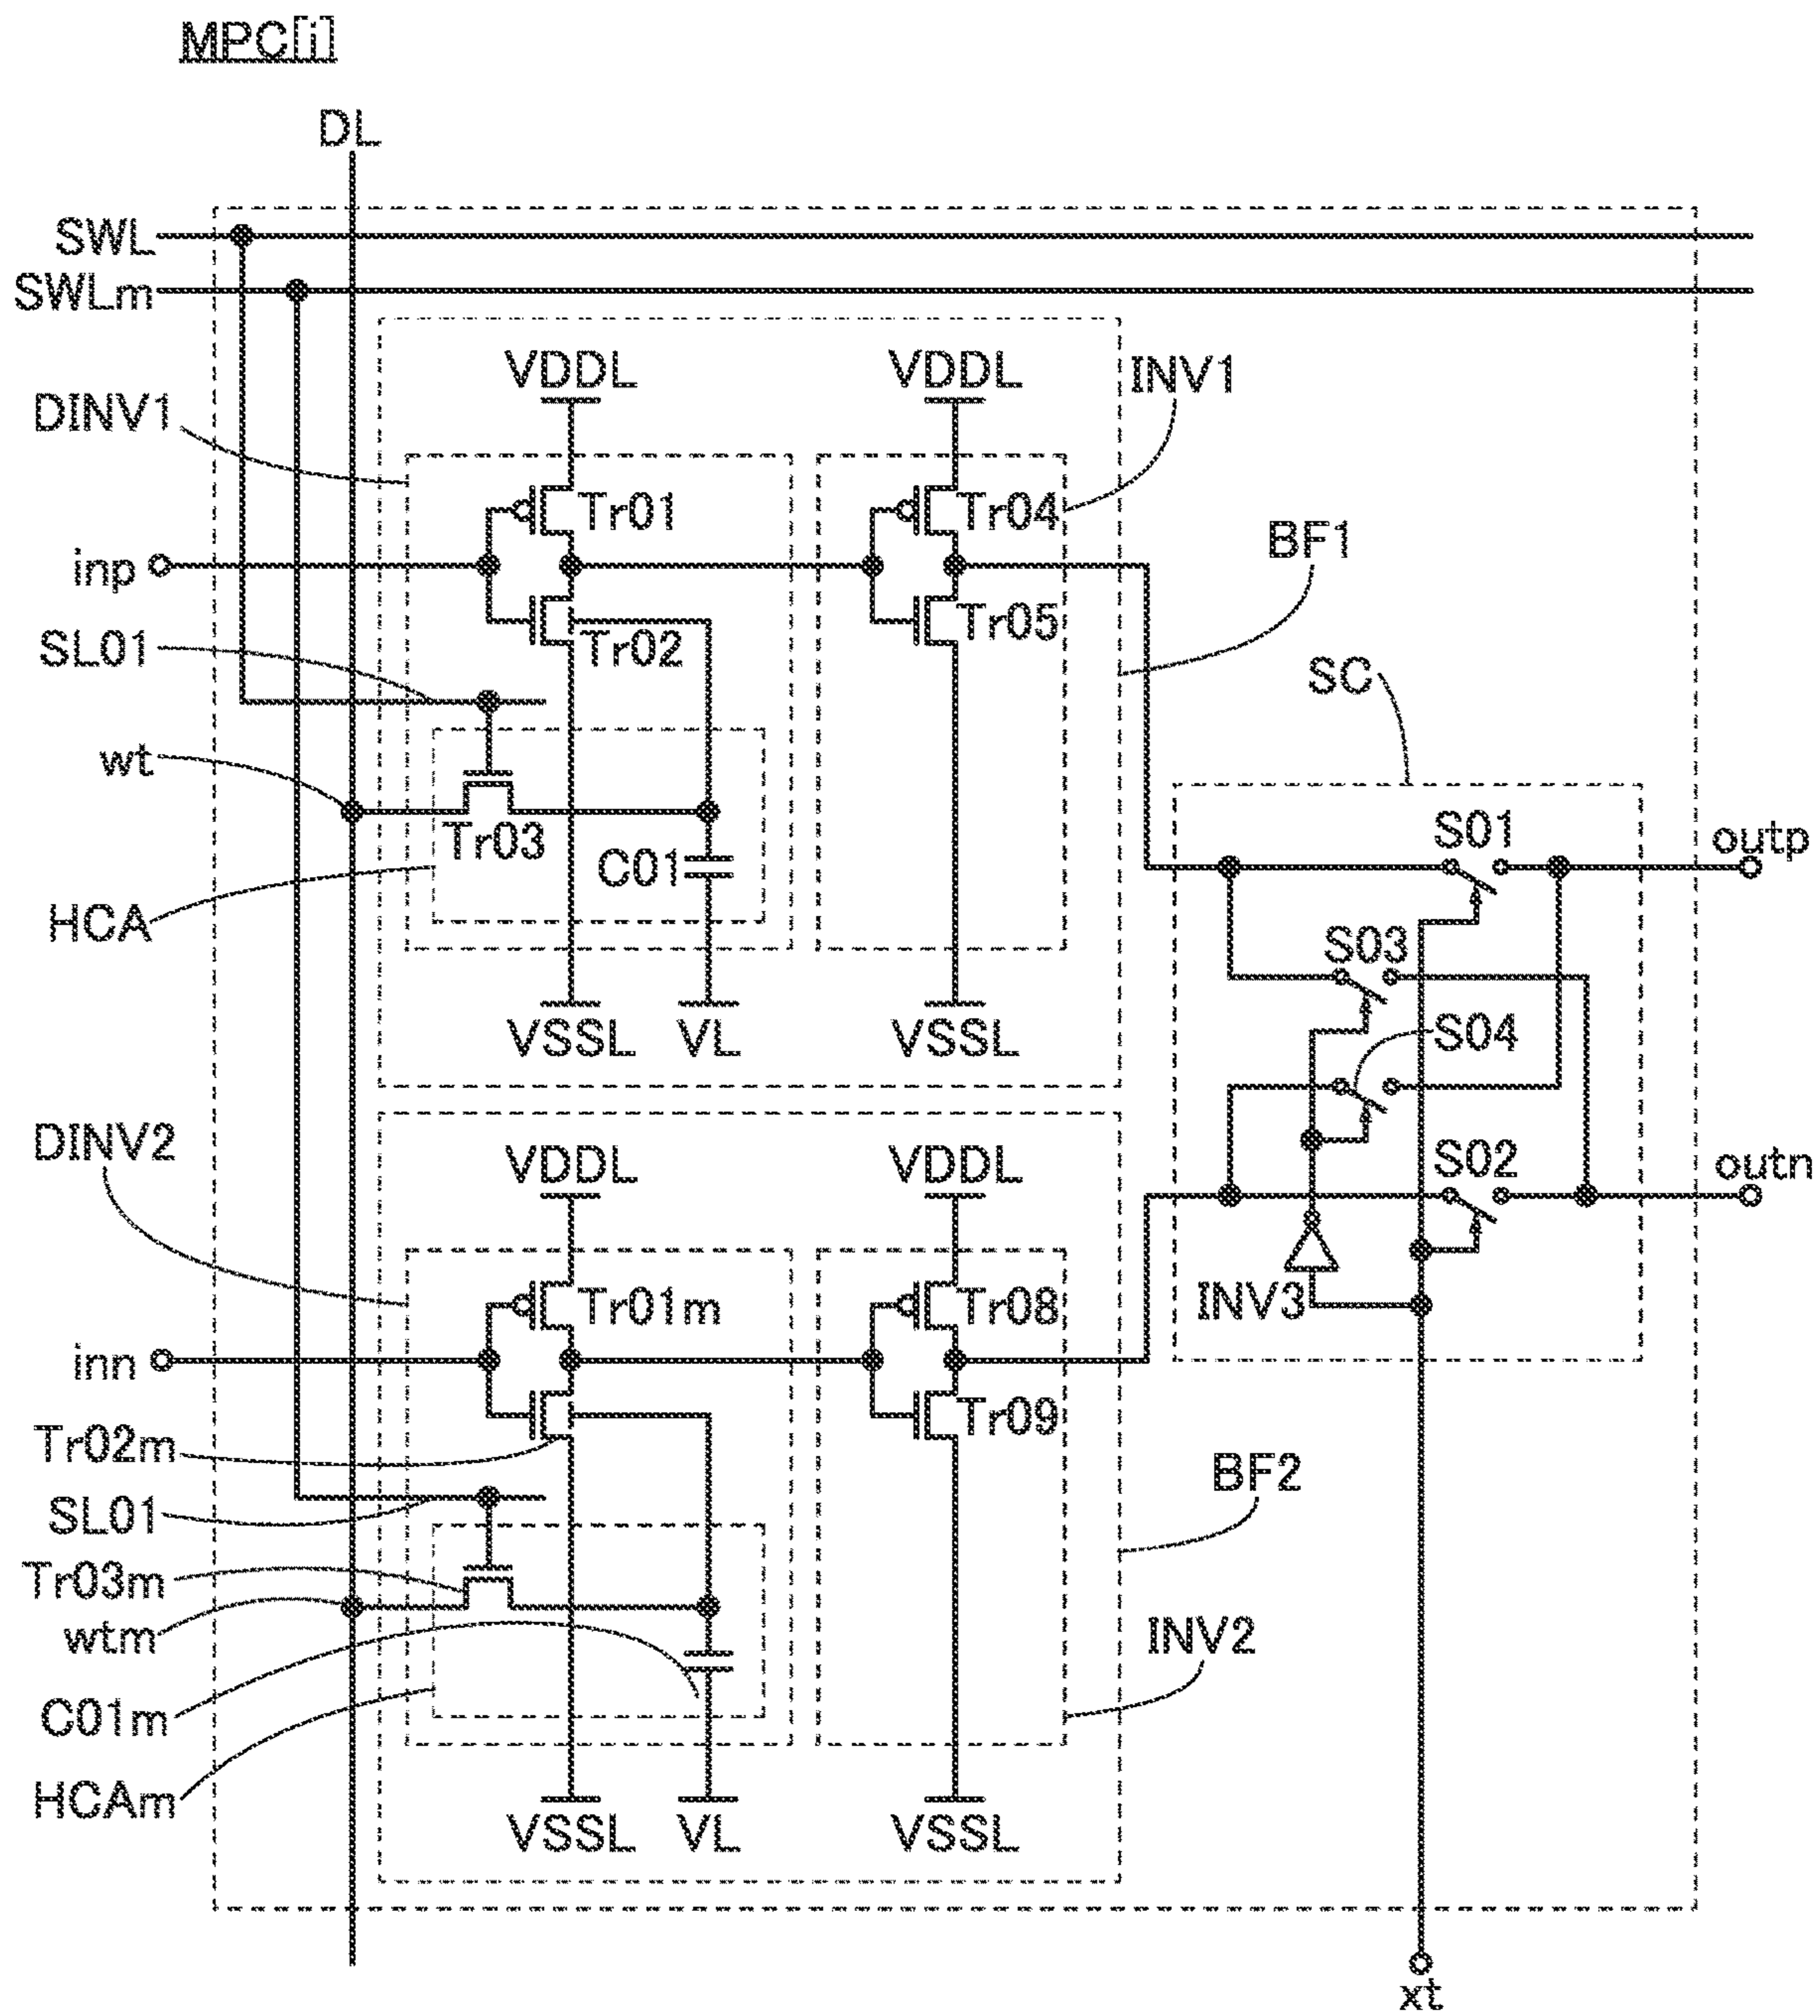 MPC[i]
DL
SWL
SWLm
VDDL
VDDL
INV1
DINV1
Tr01
Tr04
BF1
inp
SL01
Tr02
Tr05
SC
wt
Tr03
C01
S01
outp
HCA
S03
S04
VSSL
VL
VSSL
DINV2
VDDL
VDDL
S02
outn
INV3
Tr01m
Tr08
inn
Tr02m
Tr09
BF2
SL01
Tr03m
wtm
INV2
C01m
HCAm
VSSL
VL
VSSL
xt